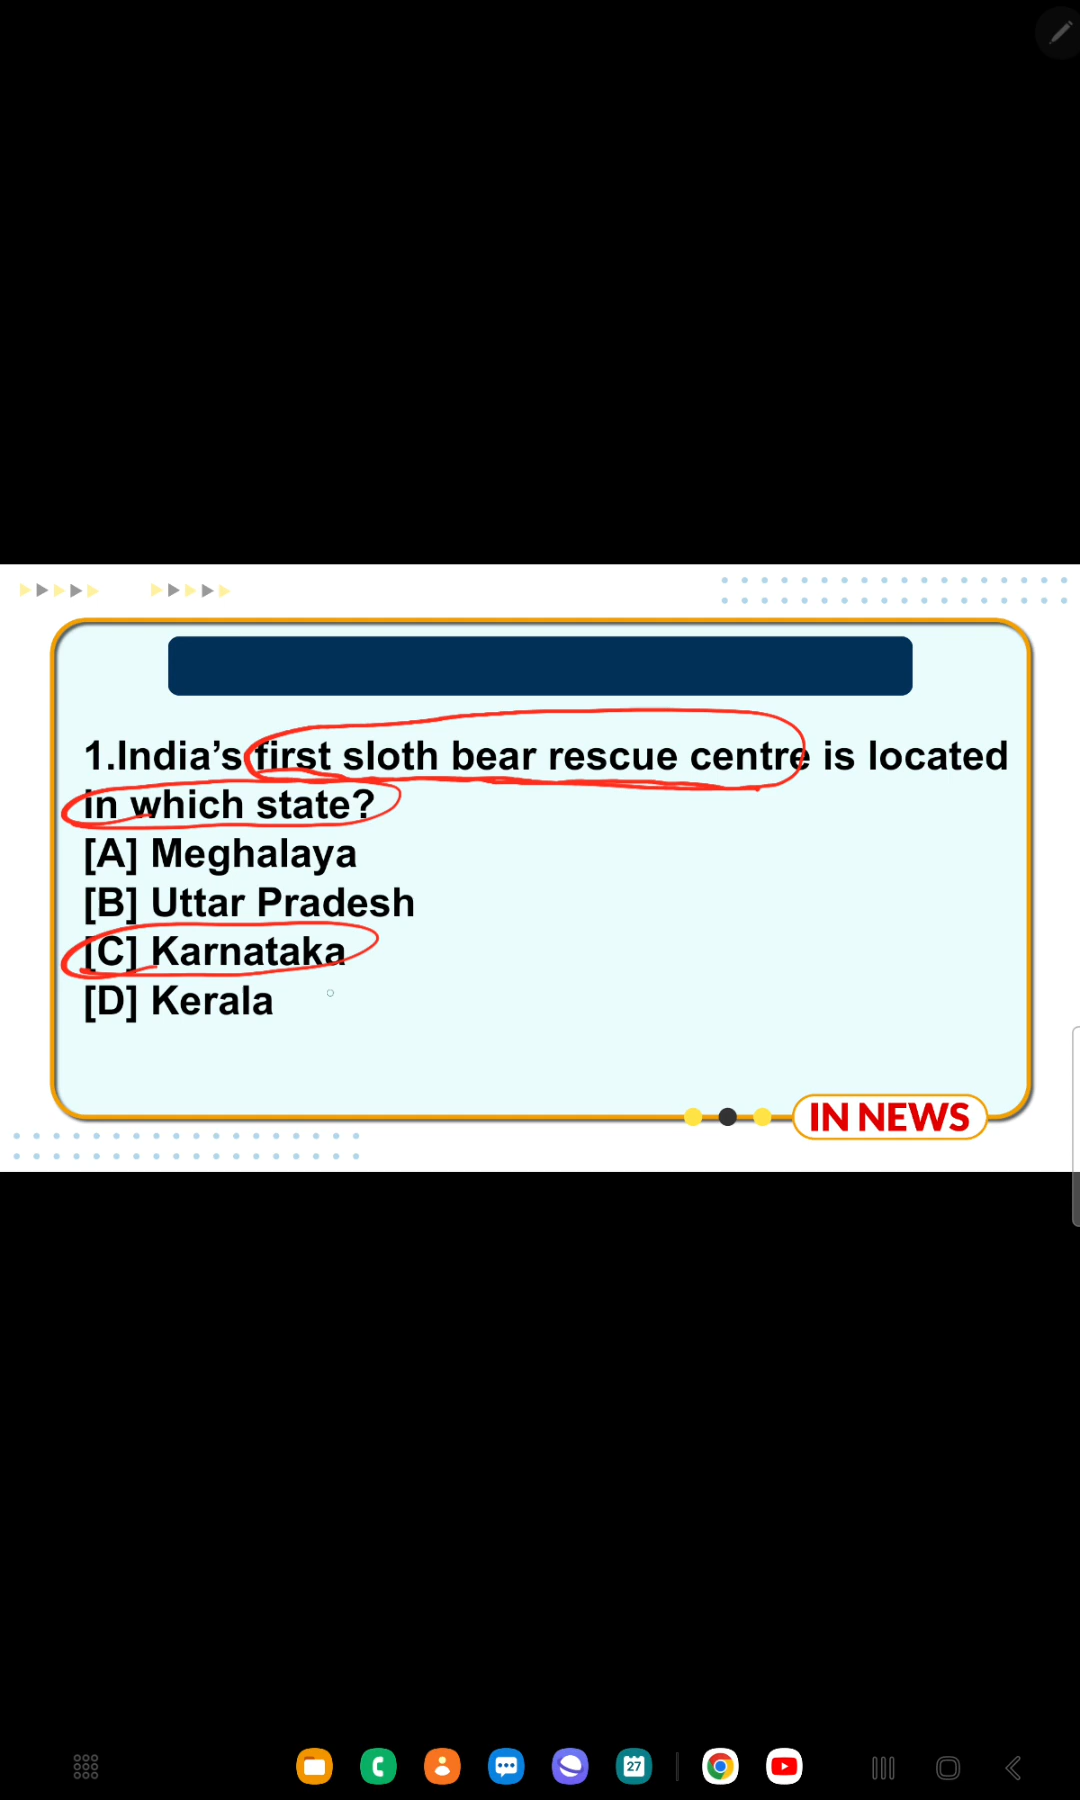 1.India’s first sloth bear rescue centre is located
in which state?
[A] Meghalaya
[B] Uttar Pradesh
[C] Karnataka
[D] Kerala
IN NEWS
27